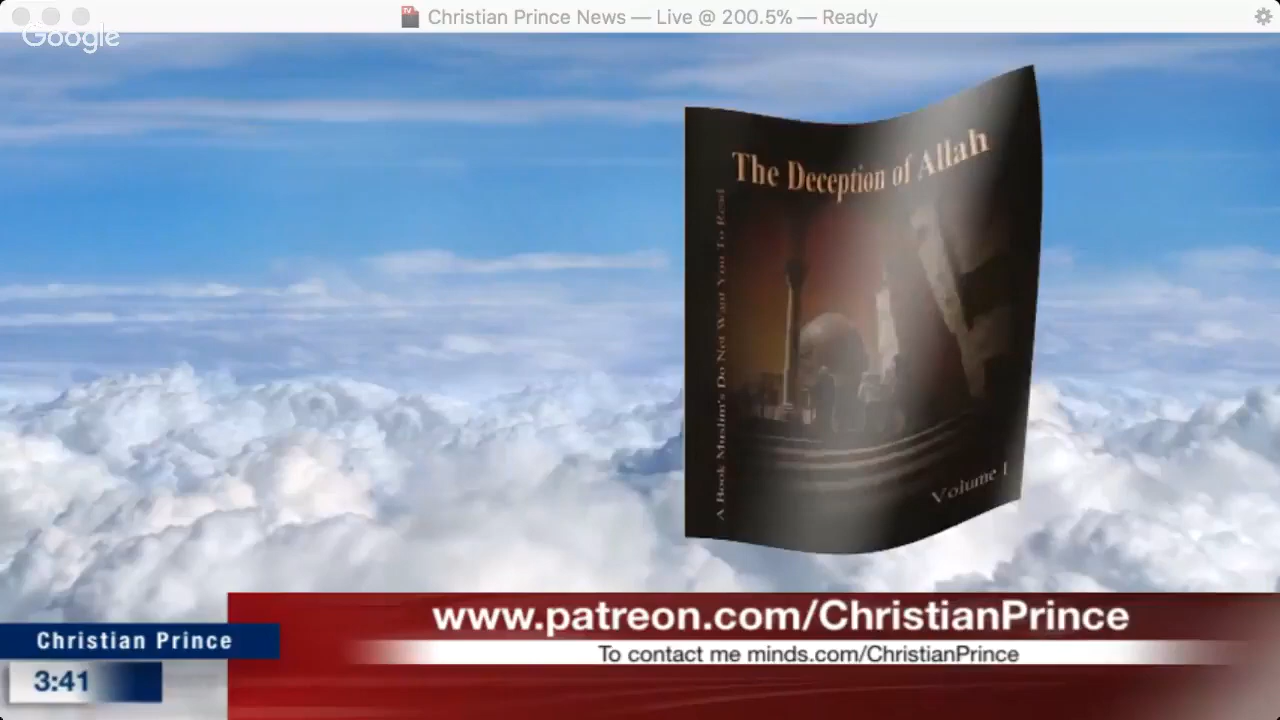 Christian Prince News — Live @ 200.5% — Ready
Google
The Deception of Allah
A Book Muslim's Do Not Want You To Read
Volume I
www.patreon.com/ChristianPrince
Christian Prince
To contact me minds.com/ChristianPrince
3:41